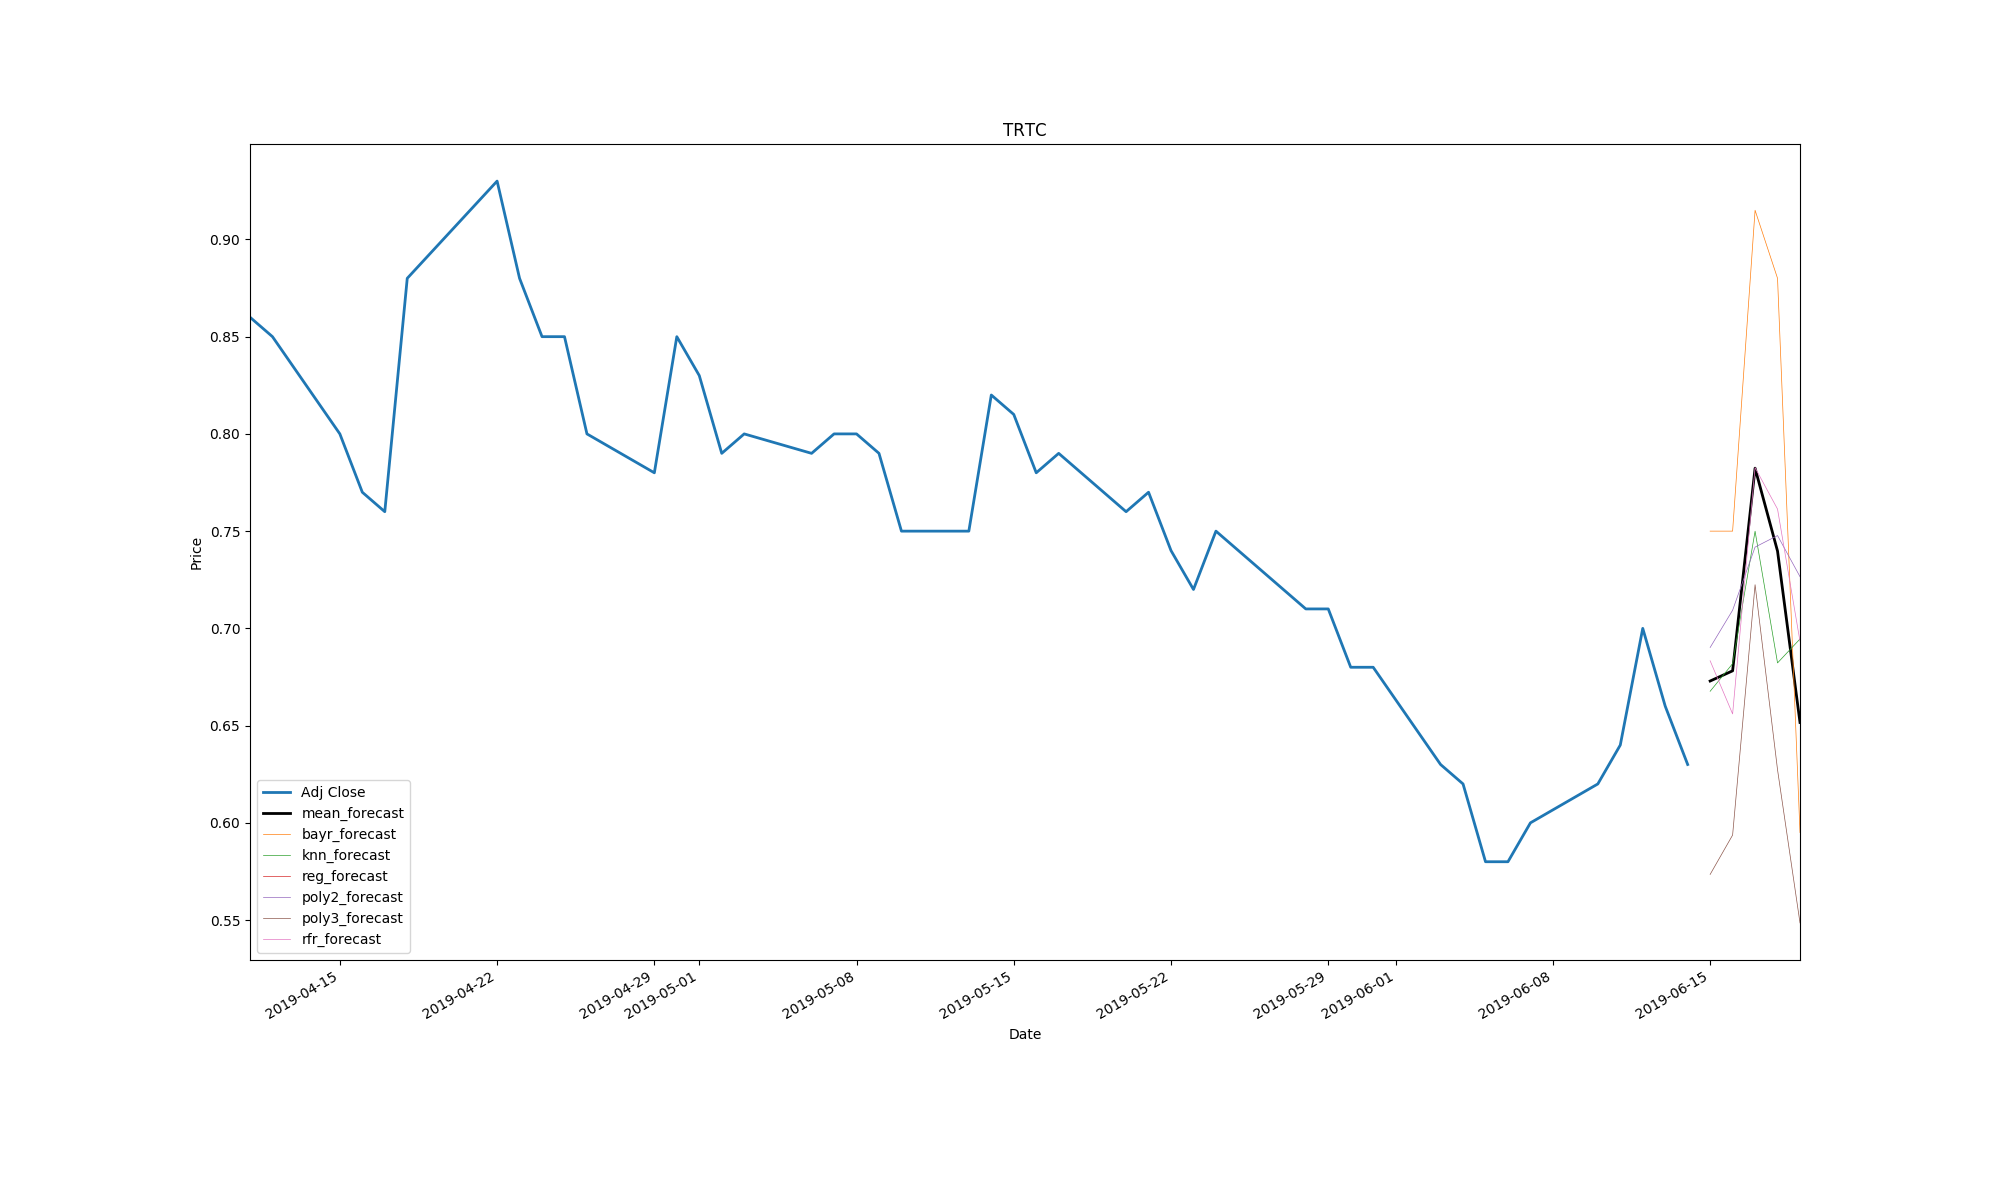 TRTC
0.90
0.85
0.80
0.75
0.70
0.65
0.60
0.55
Price
Adj Close
mean_forecast
bayr_forecast
knn_forecast
reg_forecast
poly2_forecast
poly3_forecast
rfr_forecast
2019-04-15
2019-04-22
2019-04-29
2019-05-01
2019-05-08
2019-05-15
2019-05-22
2019-05-29
2019-06-01
2019-06-08
2019-06-15
Date